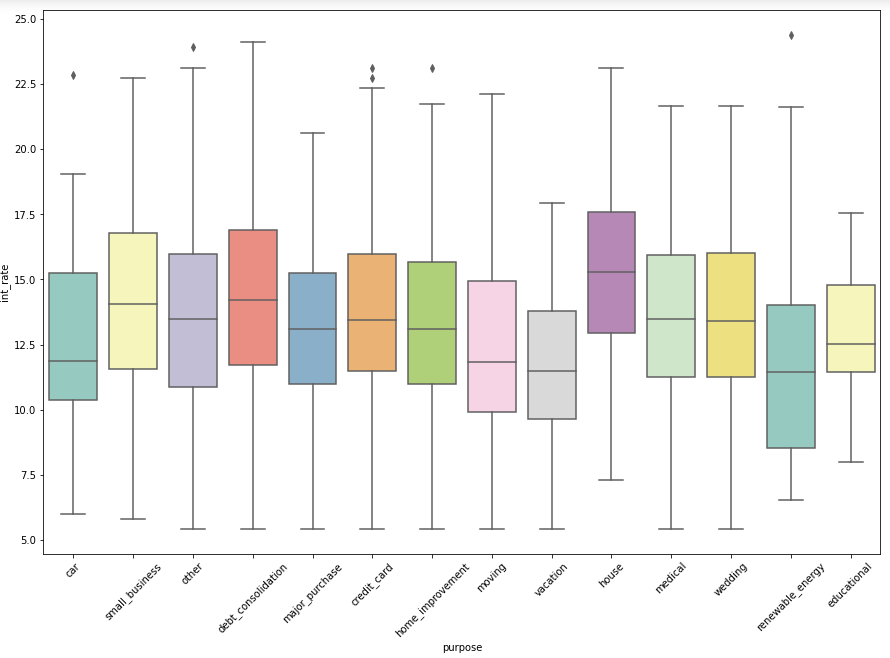 25.0
22.5
20.0
17.5
15.0
12.5
10.0
7.5
5.0
int_rate
car
small_business
other
debt_consolidation
major_purchase
credit_card
home_improvement
moving
vacation
house
medical
wedding
renewable_energy
educational
purpose